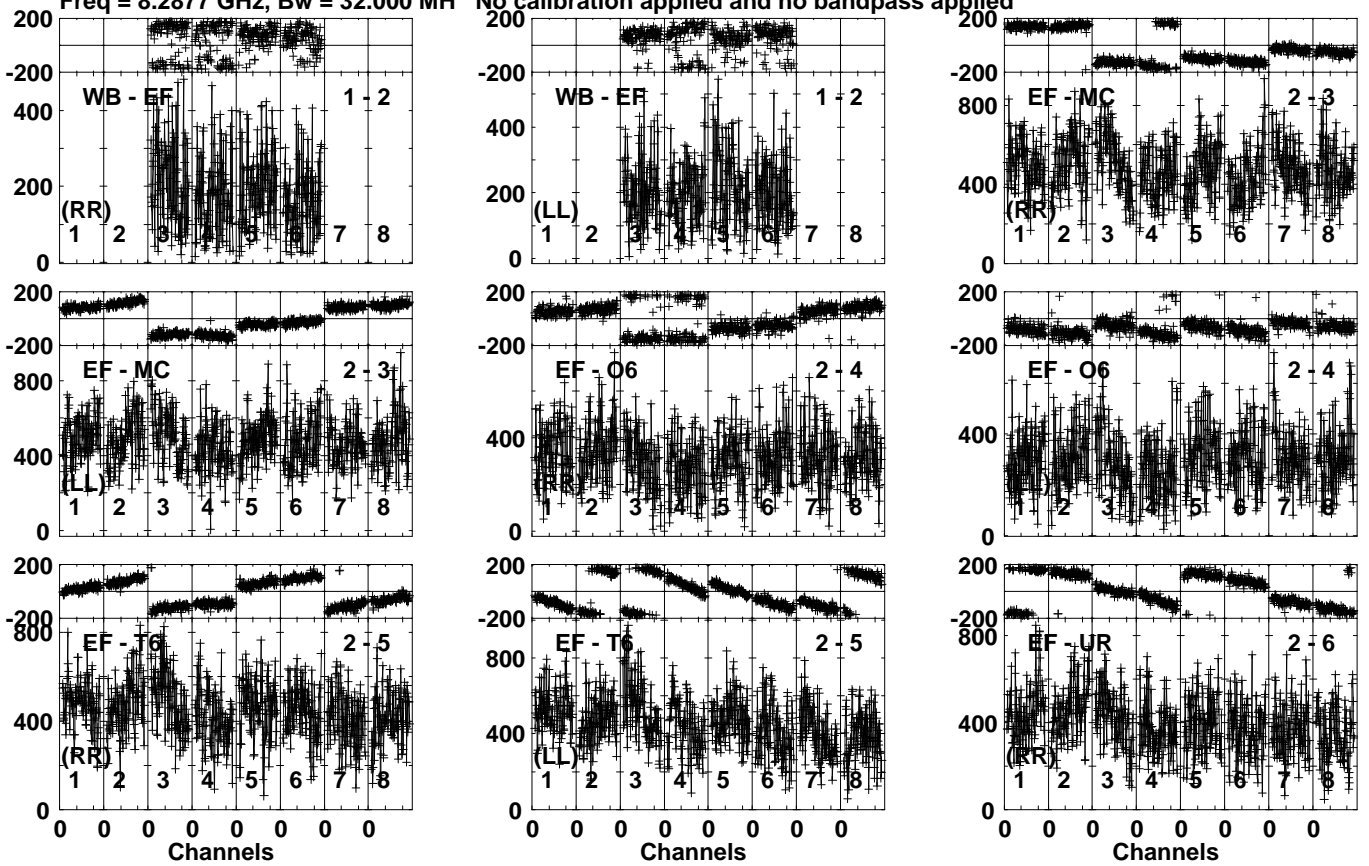 Freq = 8.2877 GHz, Bw = 32.000 MH No calibration applied and no bandpass applied
200
-200
WB - EF 1 - 2
400
200
(RR)
1 2 3 4 5 6 7 8
0
200
-200
WB - EF 1 - 2
400
200
(LL)
1 2 3 4 5 6 7 8
0
200
-200
EF - MC 2 - 3
800
400
(RR)
1 2 3 4 5 6 7 8
0
200
-200
EF - MC 2 - 3
800
400
(LL)
1 2 3 4 5 6 7 8
0
200
-200
EF - O6 2 - 4
400
(RR)
1 2 3 4 5 6 7 8
0
200
-200
EF - O6 2 - 4
400
(LL)
1 2 3 4 5 6 7 8
0
200
-200
800
EF - T6 2 - 5
400
(RR)
1 2 3 4 5 6 7 8
0
0 0 0 0 0 0 0 0
Channels
200
-200
EF - T6 2 - 5
800
400
(LL)
1 2 3 4 5 6 7 8
0
0 0 0 0 0 0 0 0
Channels
200
-200
800
EF - UR 2 - 6
400
(RR)
1 2 3 4 5 6 7 8
0
0 0 0 0 0 0 0 0
Channels